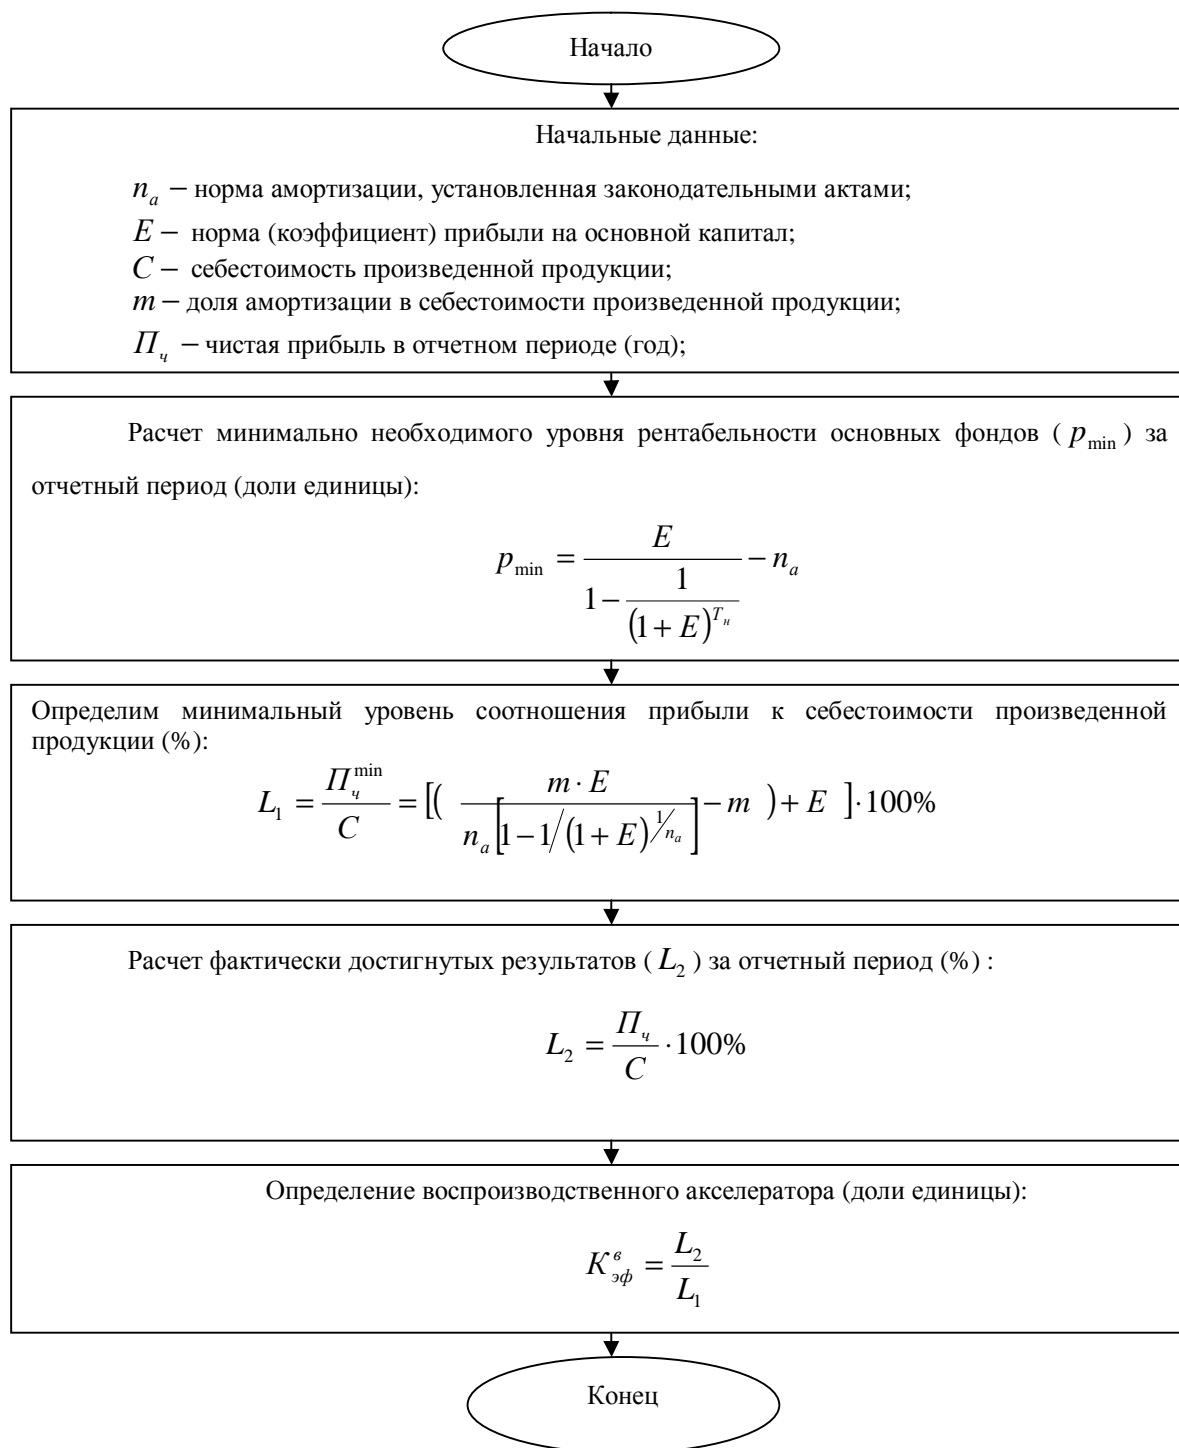 Начало
Начальные данные:
n_a – норма амортизации, установленная законодательными актами;
E – норма (коэффициент) прибыли на основной капитал;
C – себестоимость произведенной продукции;
m – доля амортизации в себестоимости произведенной продукции;
П_ч – чистая прибыль в отчетном периоде (год);
Расчет минимально необходимого уровня рентабельности основных фондов ( p_min ) за
отчетный период (доли единицы):
p_min = E / (1 − 1 / (1 + E)^(T_н)) − n_a
Определим минимальный уровень соотношения прибыли к себестоимости произведенной
продукции (%):
L_1 = П_ч^min / C = [( m · E / (n_a [1 − 1/(1 + E)^(1/n_a)]) − m ) + E ] · 100%
Расчет фактически достигнутых результатов ( L_2 ) за отчетный период (%) :
L_2 = П_ч / C · 100%
Определение воспроизводственного акселератора (доли единицы):
K_эф^в = L_2 / L_1
Конец